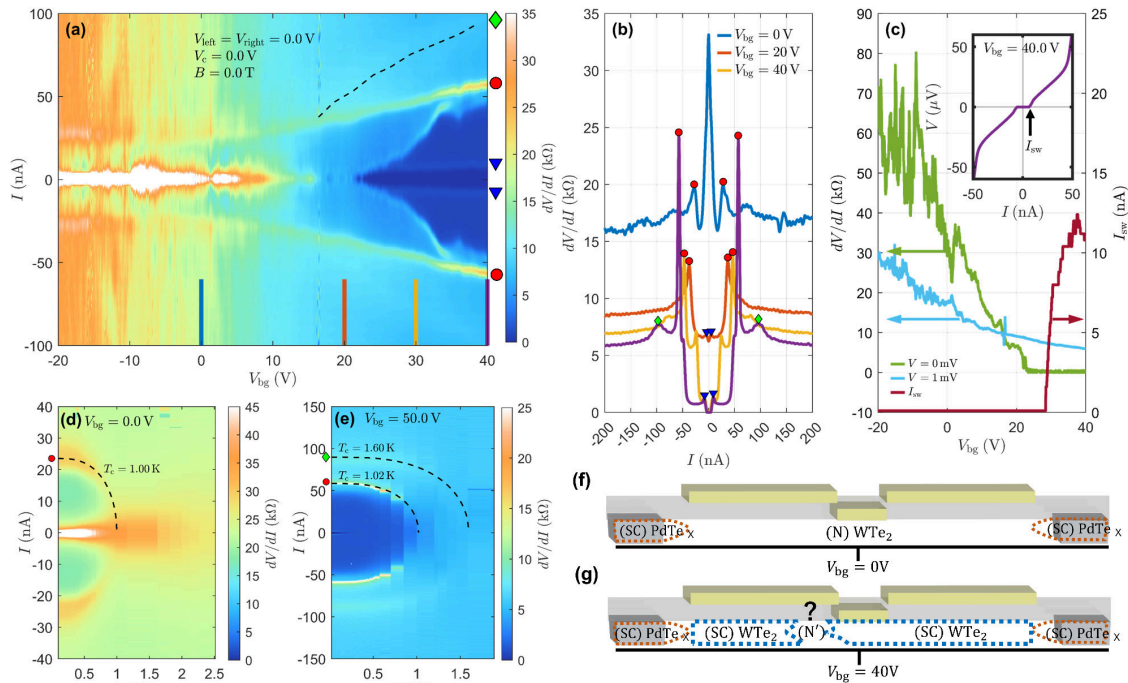 (a)
V_left = V_right = 0.0 V
V_c = 0.0 V
B = 0.0 T
100
50
0
-50
-100
I (nA)
-20
-10
0
10
20
30
40
V_bg (V)
35
30
25
20
15
10
5
0
dV/dI (kΩ)
(b)
V_bg = 0 V
V_bg = 20 V
V_bg = 40 V
35
30
25
20
15
10
5
0
dV/dI (kΩ)
-200
-150
-100
-50
0
50
100
150
200
I (nA)
(c)
90
80
70
60
50
40
30
20
10
0
-10
dV/dI (kΩ)
V_bg = 40.0 V
50
0
-50
V (μV)
I_sw
-50
0
50
I (nA)
V = 0 mV
V = 1 mV
I_sw
-20
0
20
40
V_bg (V)
25
20
15
10
5
0
I_sw (nA)
(d)
V_bg = 0.0 V
T_c = 1.00 K
40
30
20
10
0
-10
-20
-30
-40
I (nA)
0.5
1
1.5
2
2.5
45
40
35
30
25
20
15
10
5
0
dV/dI (kΩ)
(e)
V_bg = 50.0 V
T_c = 1.60 K
T_c = 1.02 K
150
100
50
0
-50
-100
-150
I (nA)
0.5
1
1.5
25
20
15
10
5
0
dV/dI (kΩ)
(f)
(SC) PdTe_x
(N) WTe₂
(SC) PdTe_x
V_bg = 0V
(g)
?
(SC) PdTe_x
(SC) WTe₂
(N′)
(SC) WTe₂
(SC) PdTe_x
V_bg = 40V